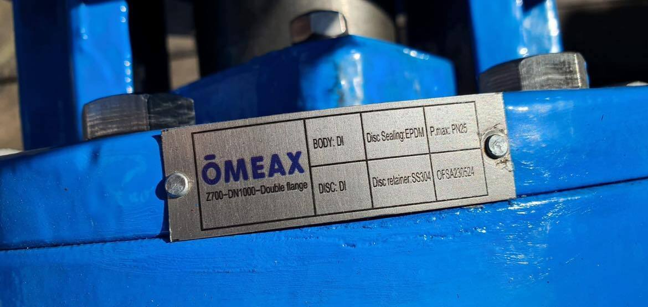 ŌMEAX
Z700-DN1000-Double flange
BODY: DI
Disc Sealing:EPDM
P.max: PN25
DISC: DI
Disc retainer:SS304
OFSA230524